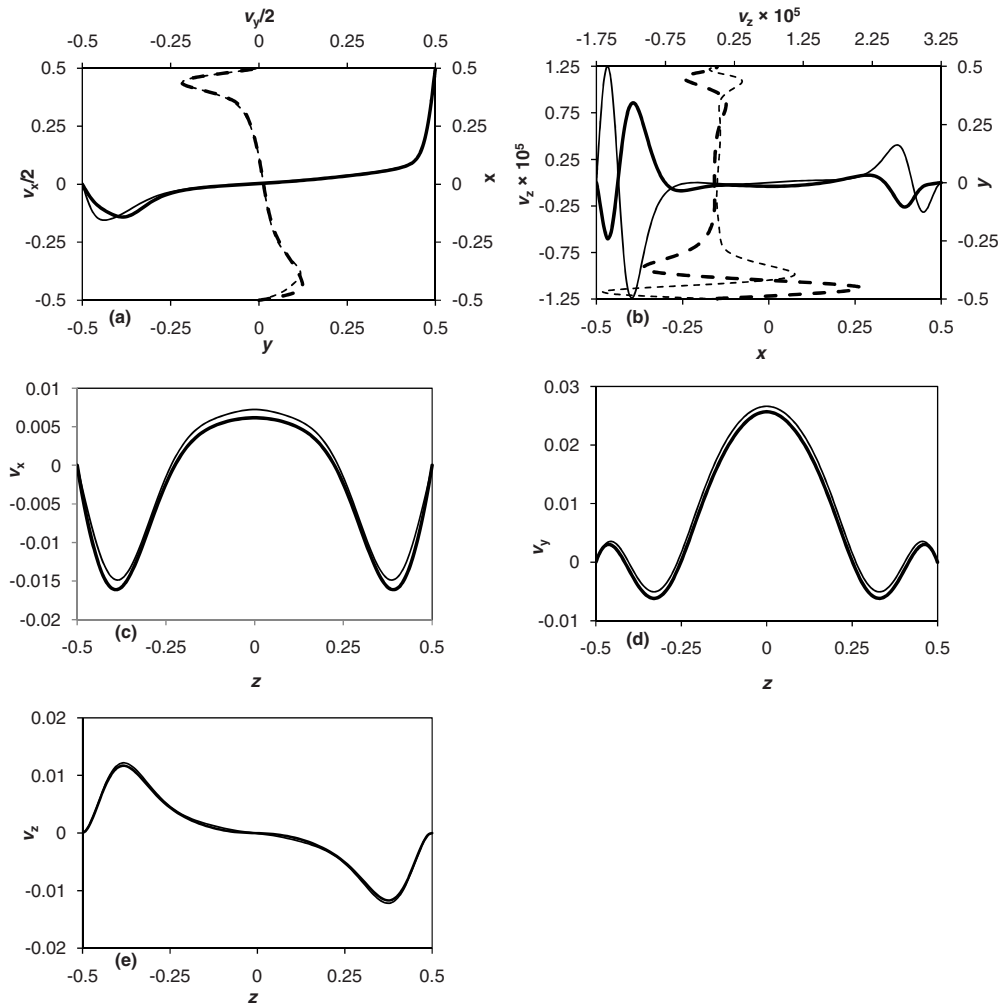 v_y/2
-0.5 -0.25 0 0.25 0.5
0.5 0.25 0 -0.25 -0.5
v_x/2
0.5 0.25 0 -0.25 -0.5
x
(a)
-0.5 -0.25 0 0.25 0.5
y
v_z × 10^5
-1.75 -0.75 0.25 1.25 2.25 3.25
1.25 0.75 0.25 -0.25 -0.75 -1.25
v_z × 10^5
0.5 0.25 0 -0.25 -0.5
y
(b)
-0.5 -0.25 0 0.25 0.5
x
0.01 0.005 0 -0.005 -0.01 -0.015 -0.02
v_x
(c)
-0.5 -0.25 0 0.25 0.5
z
0.03 0.02 0.01 0 -0.01
v_y
(d)
-0.5 -0.25 0 0.25 0.5
z
0.02 0.01 0 -0.01 -0.02
v_z
(e)
-0.5 -0.25 0 0.25 0.5
z